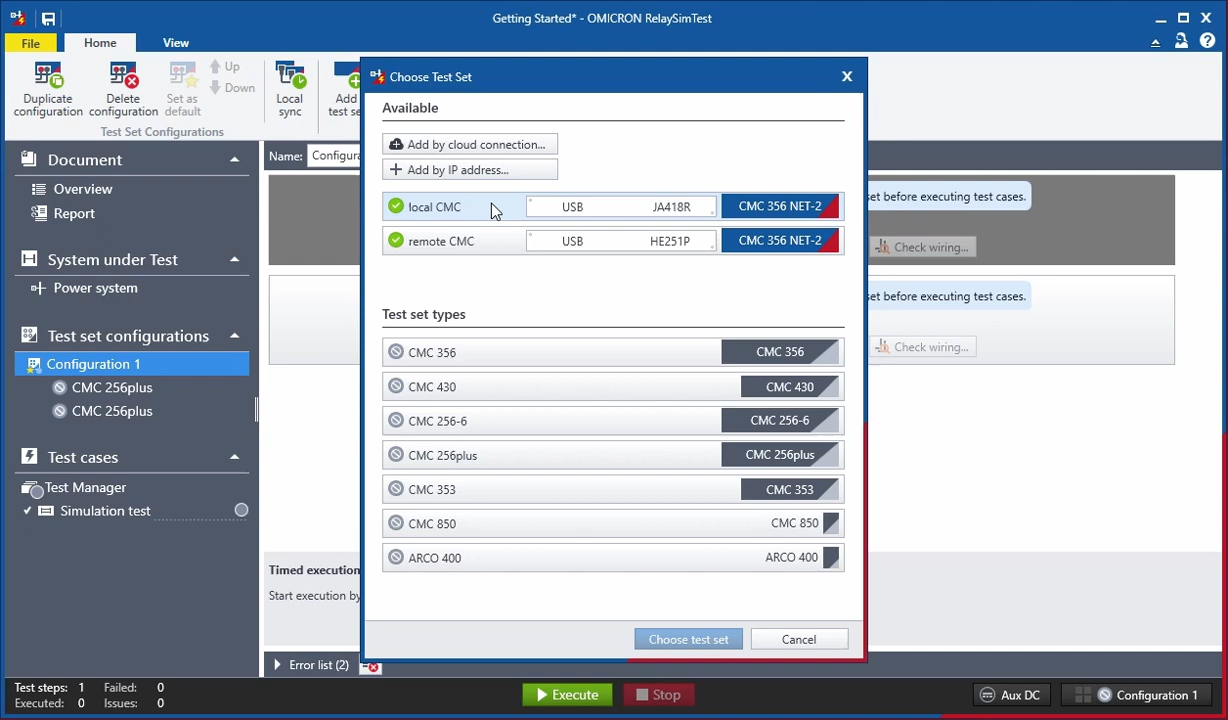 Getting Started* - OMICRON RelaySimTest
File Home View
Duplicate configuration
Delete configuration
Set as default
Up
Down
Local sync
Add
test se
Test Set Configurations
Document
Overview
Report
System under Test
Power system
Test set configurations
Configuration 1
CMC 256plus
CMC 256plus
Test cases
Test Manager
Simulation test
Name: Configura
set before executing test cases.
Check wiring...
set before executing test cases.
Check wiring...
Timed execution
Start execution by
Error list (2)
Choose Test Set
Available
Add by cloud connection...
Add by IP address...
local CMC USB JA418R CMC 356 NET-2
remote CMC USB HE251P CMC 356 NET-2
Test set types
CMC 356 CMC 356
CMC 430 CMC 430
CMC 256-6 CMC 256-6
CMC 256plus CMC 256plus
CMC 353 CMC 353
CMC 850 CMC 850
ARCO 400 ARCO 400
Choose test set Cancel
Test steps: 1 Failed: 0
Executed: 0 Issues: 0
Execute Stop Aux DC Configuration 1